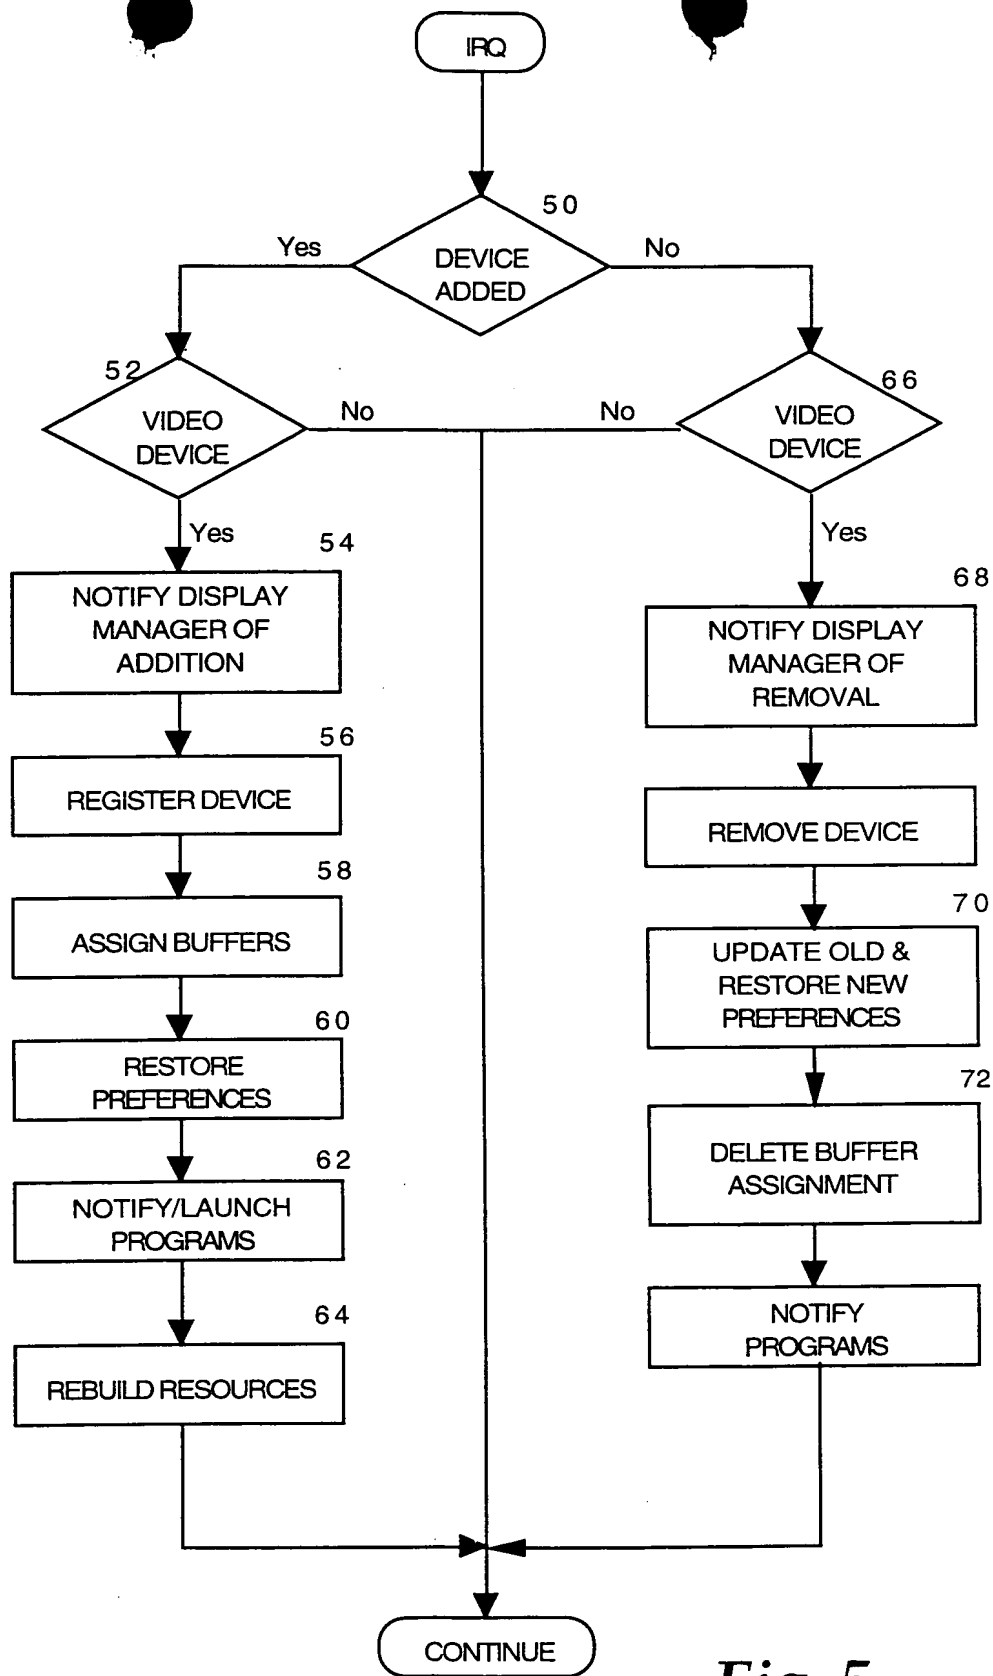 IRQ
50
Yes
No
DEVICE
ADDED
52
66
No
No
VIDEO
DEVICE
VIDEO
DEVICE
Yes
Yes
54
NOTIFY DISPLAY
MANAGER OF
ADDITION
68
NOTIFY DISPLAY
MANAGER OF
REMOVAL
56
REGISTER DEVICE
REMOVE DEVICE
58
ASSIGN BUFFERS
70
UPDATE OLD &
RESTORE NEW
PREFERENCES
60
RESTORE
PREFERENCES
72
DELETE BUFFER
ASSIGNMENT
62
NOTIFY/LAUNCH
PROGRAMS
NOTIFY
PROGRAMS
64
REBUILD RESOURCES
CONTINUE
Fig 5